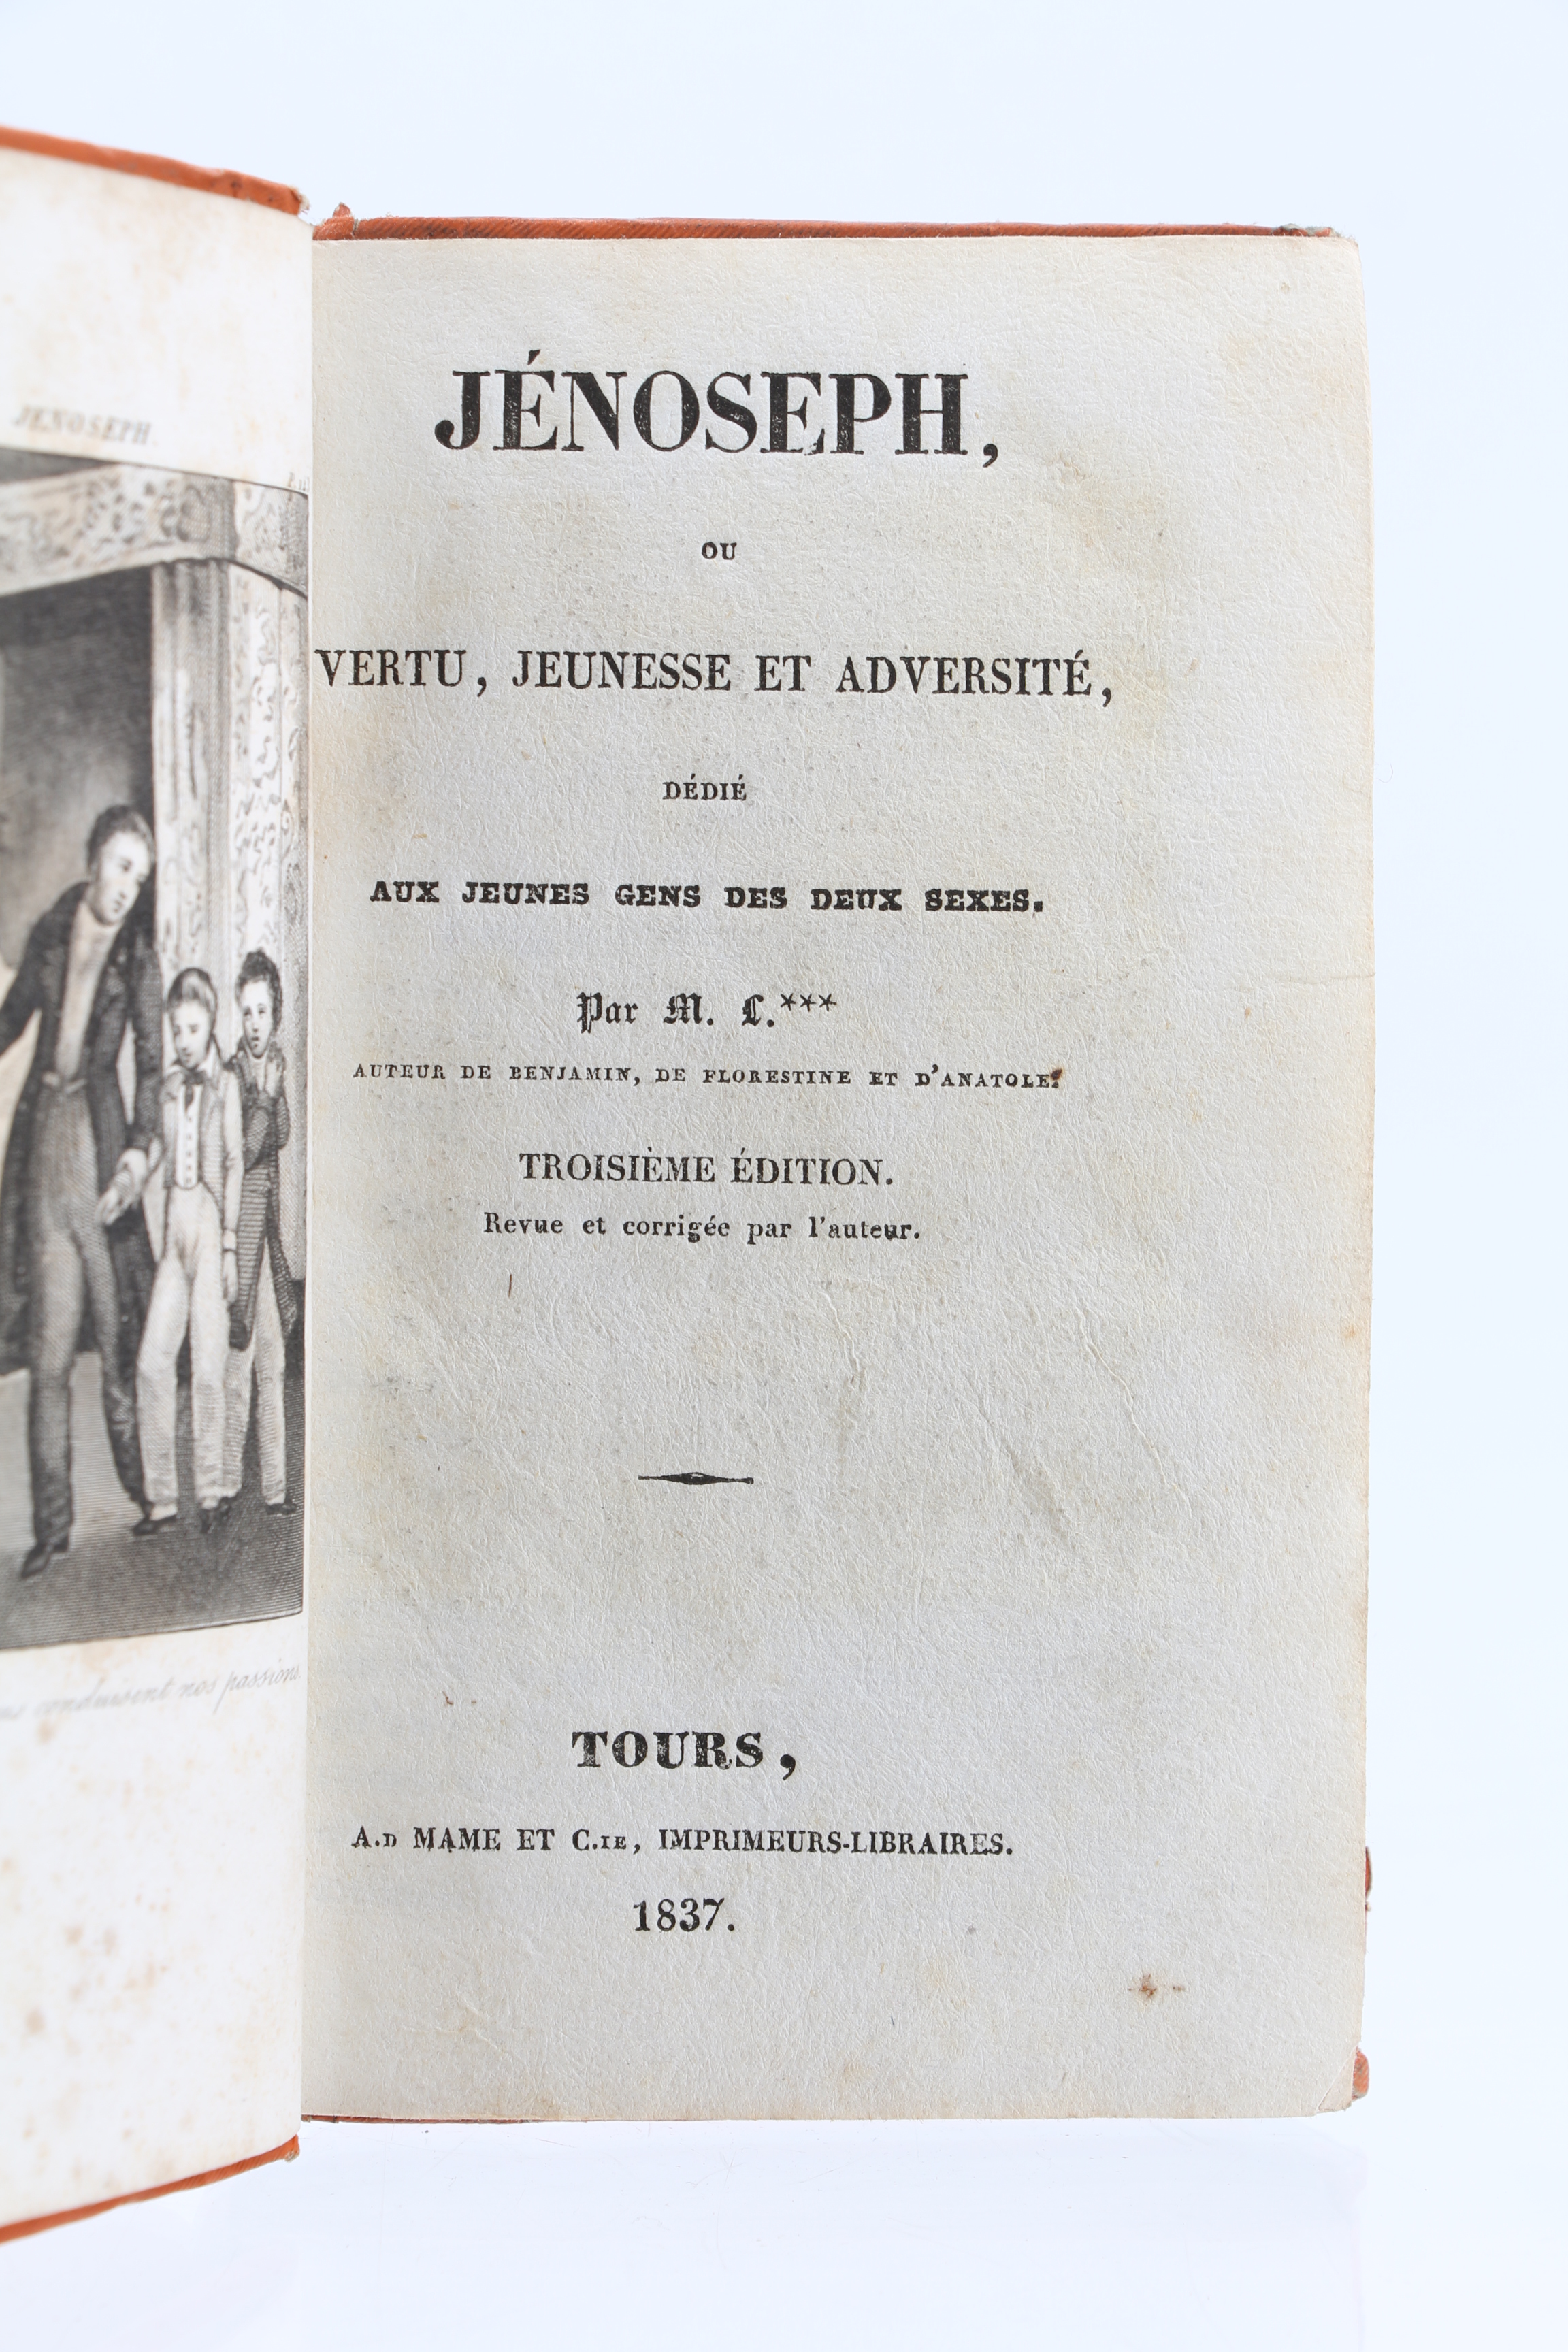 JENOSEPH.
conduisent nos passions.
JÉNOSEPH,
OU
VERTU, JEUNESSE ET ADVERSITÉ,
DÉDIÉ
AUX JEUNES GENS DES DEUX SEXES.
Par M. L.***
AUTEUR DE BENJAMIN, DE FLORESTINE ET D'ANATOLE.
TROISIÈME ÉDITION.
Revue et corrigée par l'auteur.
TOURS,
A.D MAME ET C.IE, IMPRIMEURS-LIBRAIRES.
1837.